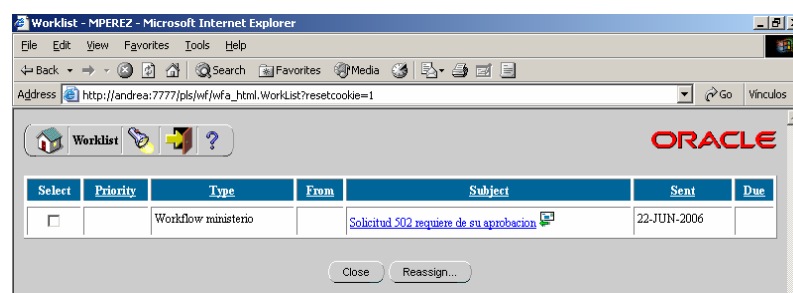 Worklist - MPEREZ - Microsoft Internet Explorer
File Edit View Favorites Tools Help
Back Search Favorites Media
Address http://andrea:7777/pls/wf/wfa_html.WorkList?resetcookie=1 Go Vínculos
Worklist ? ORACLE
Select Priority Type From Subject Sent Due
Workflow ministerio Solicitud 502 requiere de su aprobacion 22-JUN-2006
Close Reassign...